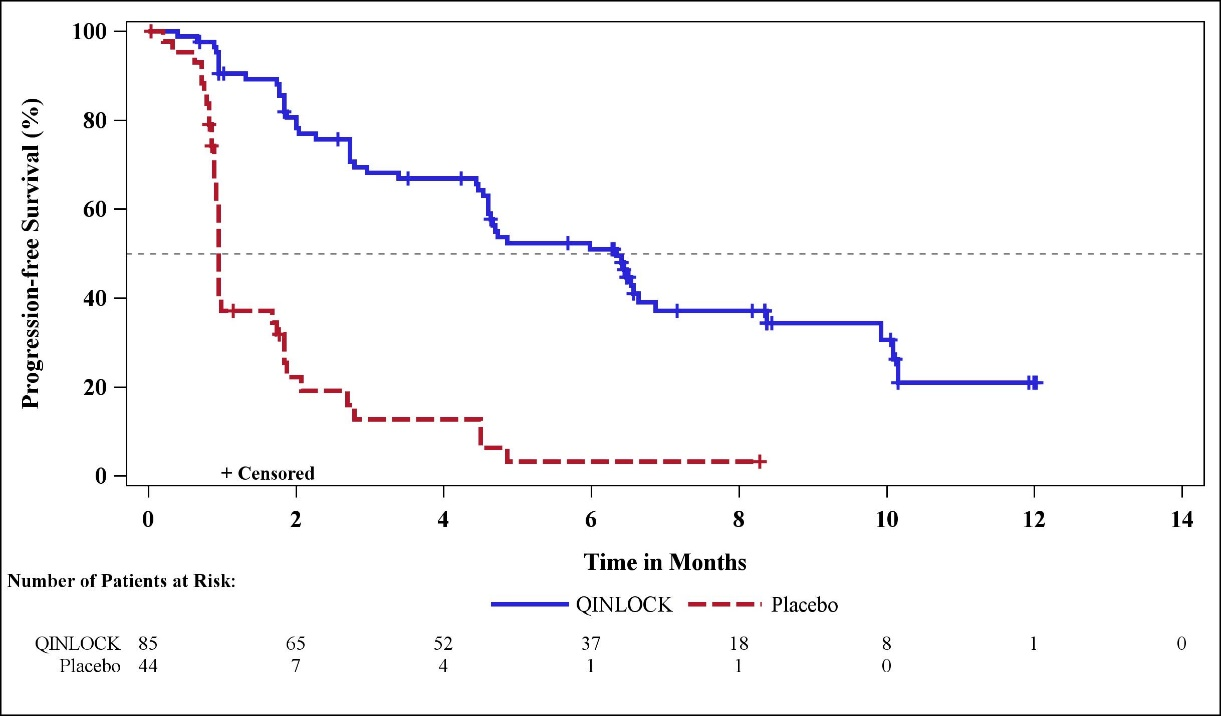 100
80
60
40
20
0
Progression-free Survival (%)
+ Censored
0 2 4 6 8 10 12 14
Time in Months
Number of Patients at Risk:
QINLOCK Placebo
QINLOCK 85 65 52 37 18 8 1 0
Placebo 44 7 4 1 1 0